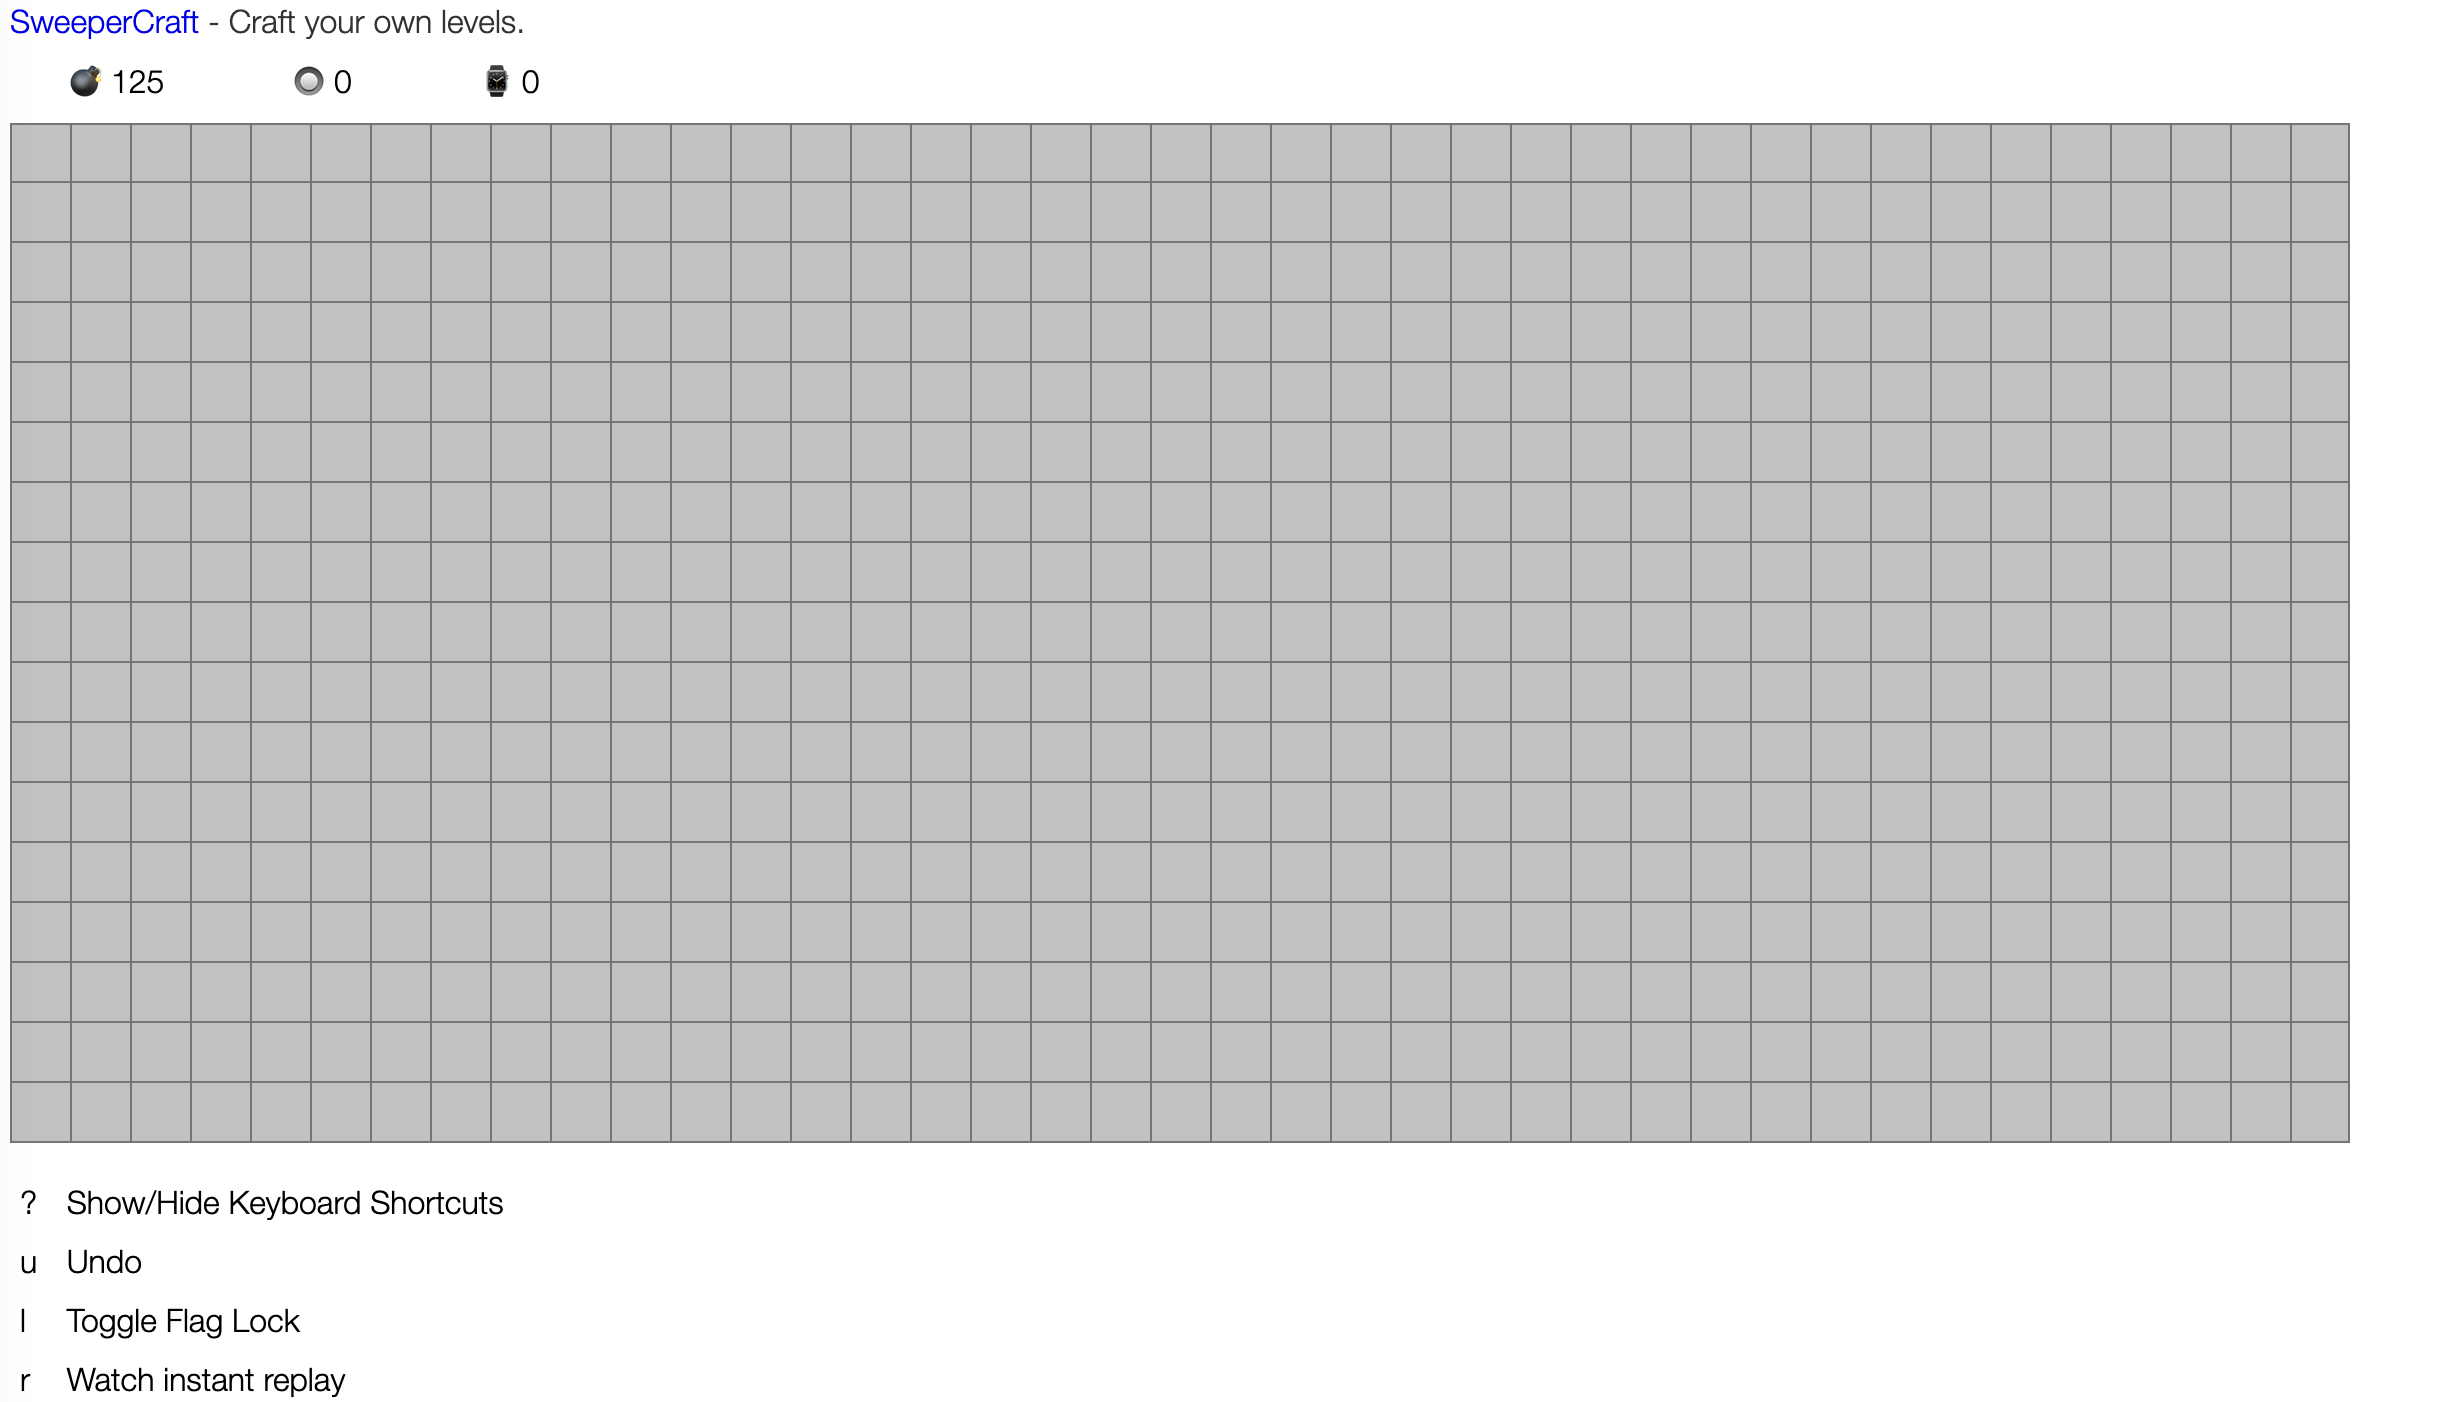 SweeperCraft - Craft your own levels.
125 0 0
? Show/Hide Keyboard Shortcuts
u Undo
l Toggle Flag Lock
r Watch instant replay